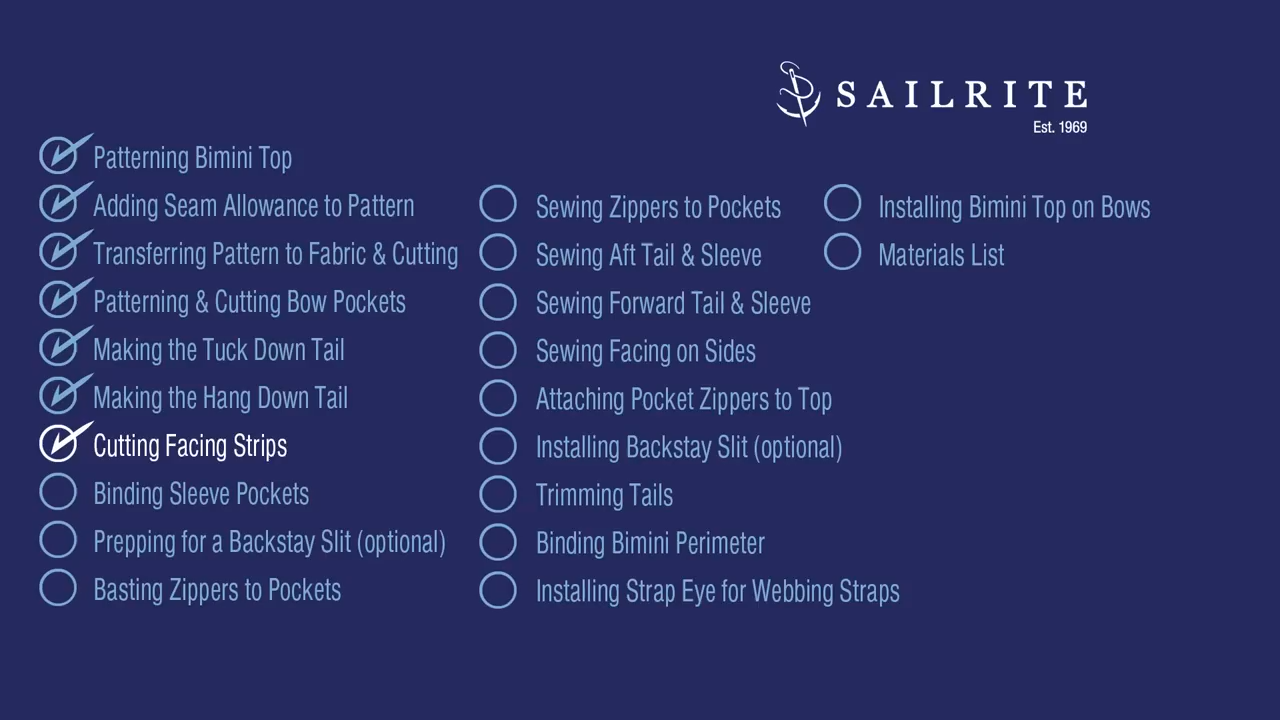 SAILRITE
Est. 1969
Patterning Bimini Top
Adding Seam Allowance to Pattern
Transferring Pattern to Fabric & Cutting
Patterning & Cutting Bow Pockets
Making the Tuck Down Tail
Making the Hang Down Tail
Cutting Facing Strips
Binding Sleeve Pockets
Prepping for a Backstay Slit (optional)
Basting Zippers to Pockets
Sewing Zippers to Pockets
Sewing Aft Tail & Sleeve
Sewing Forward Tail & Sleeve
Sewing Facing on Sides
Attaching Pocket Zippers to Top
Installing Backstay Slit (optional)
Trimming Tails
Binding Bimini Perimeter
Installing Strap Eye for Webbing Straps
Installing Bimini Top on Bows
Materials List